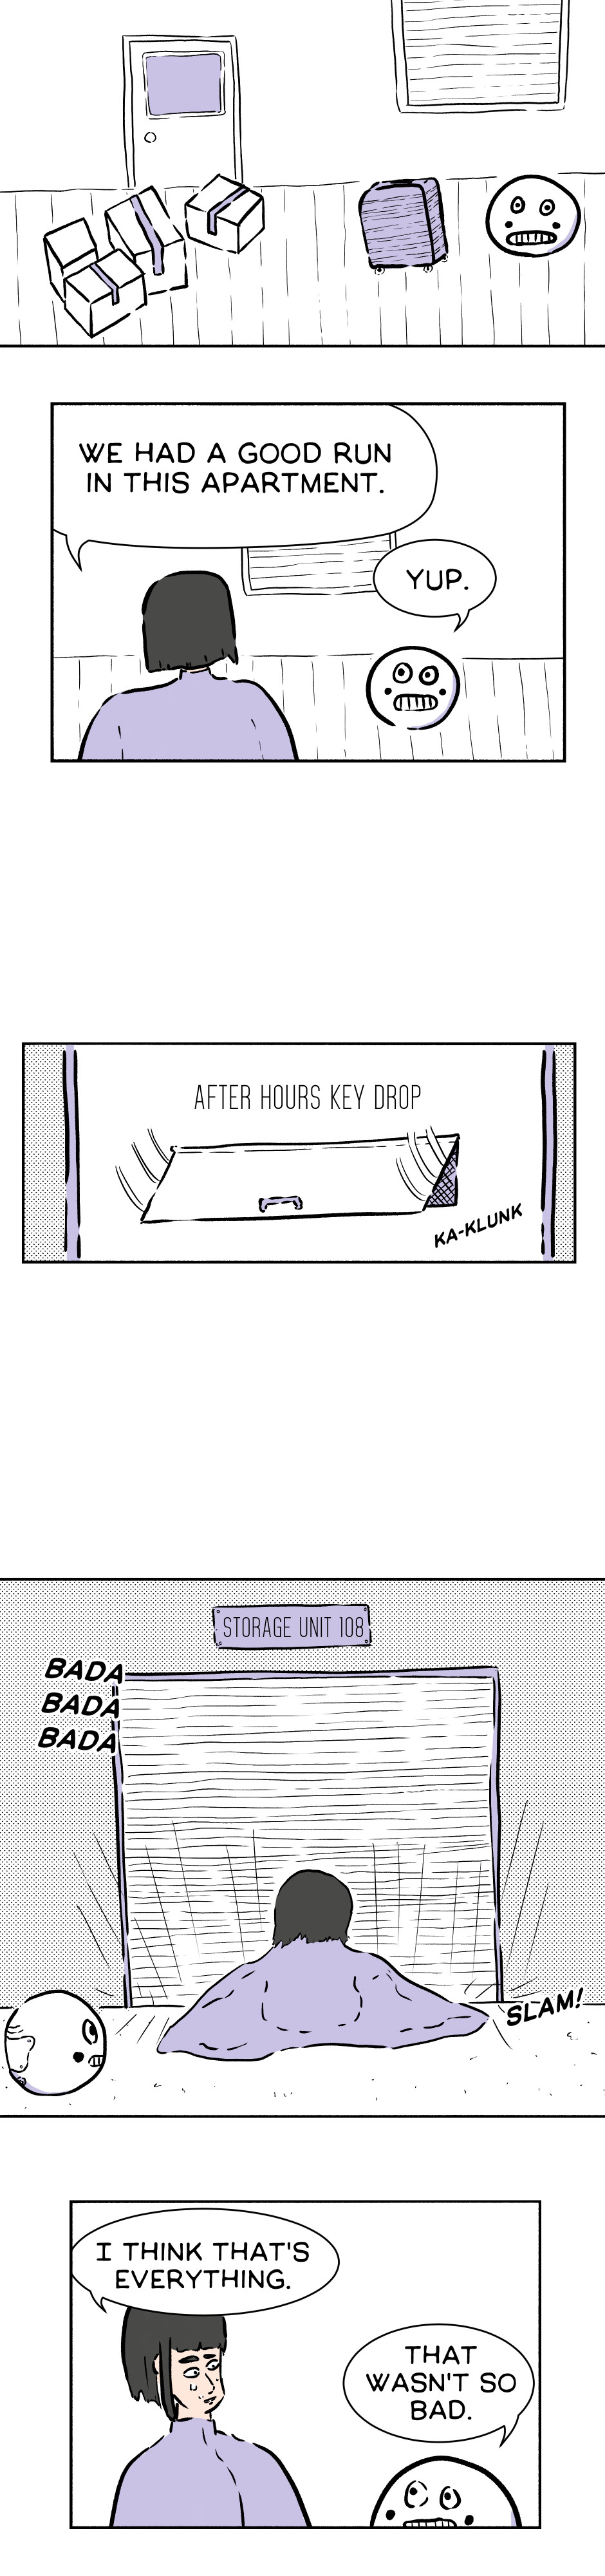 WE HAD A GOOD RUN
IN THIS APARTMENT.
YUP.
AFTER HOURS KEY DROP
KA-KLUNK
STORAGE UNIT 108
BADA
BADA
BADA
SLAM!
I THINK THAT'S
EVERYTHING.
THAT
WASN'T SO
BAD.